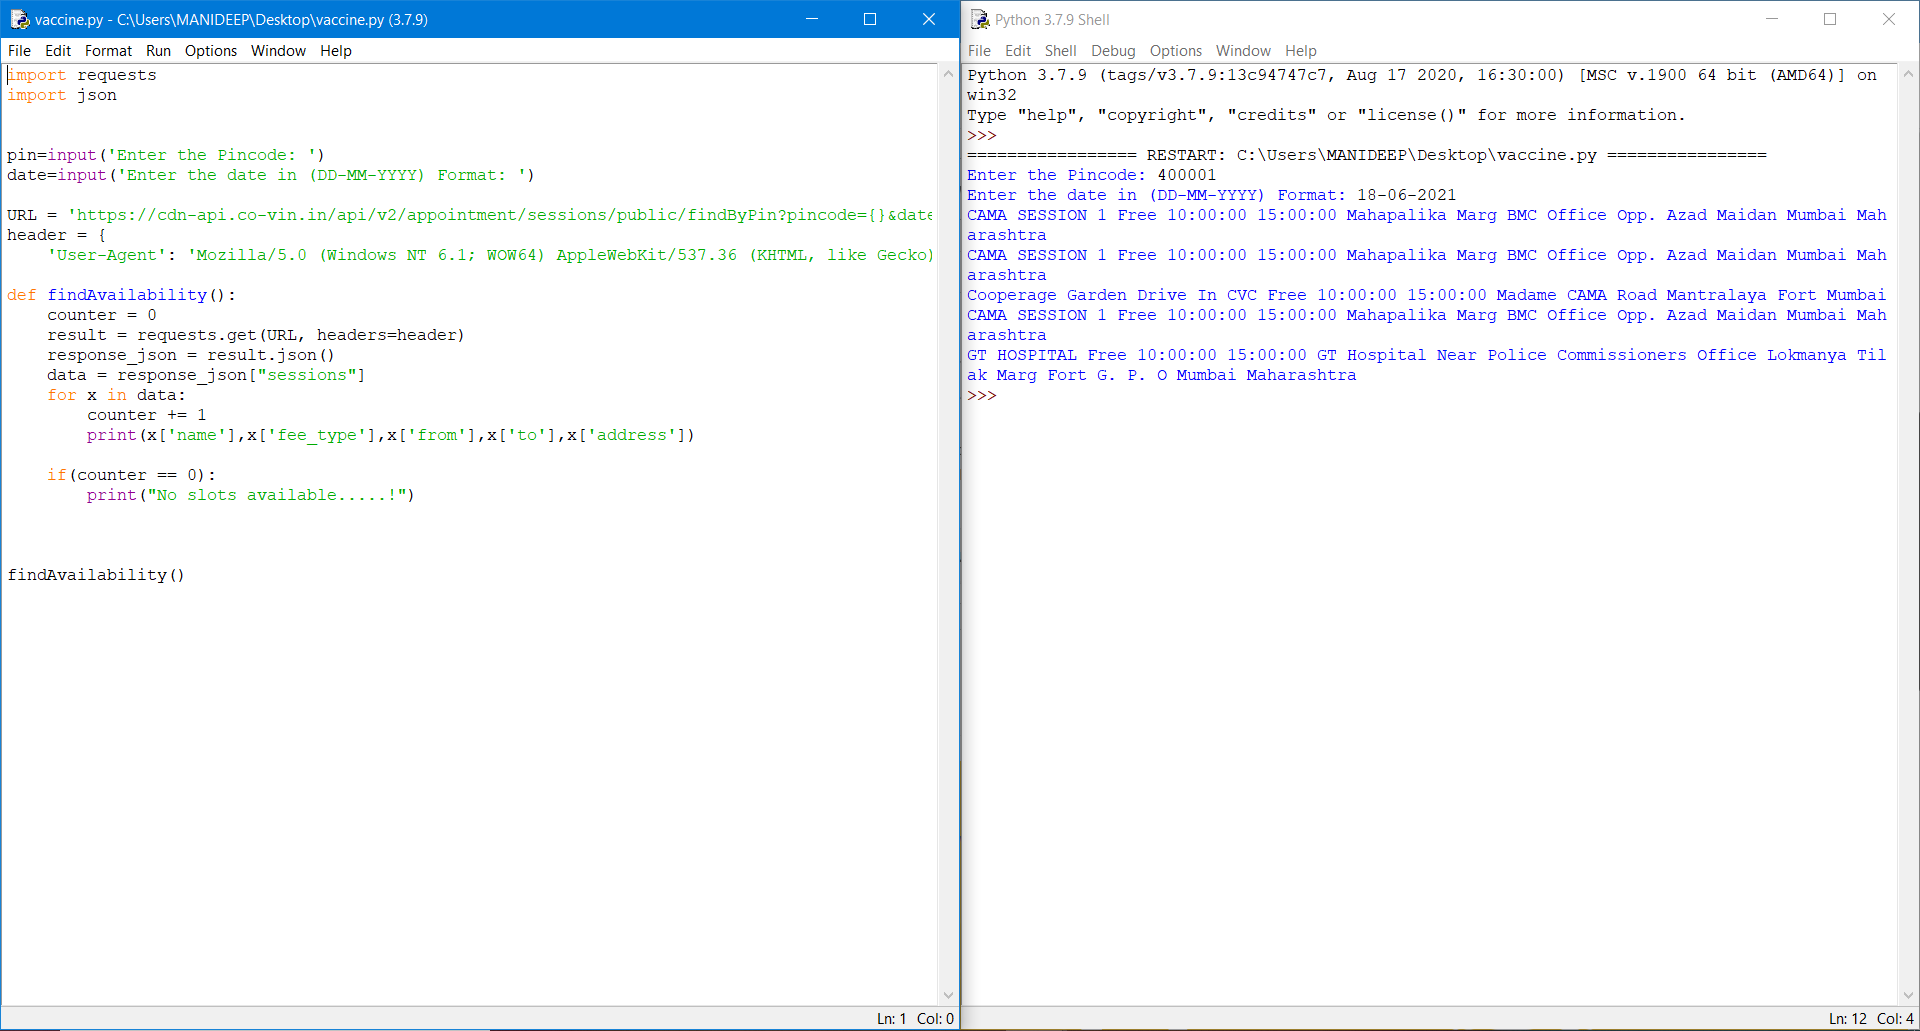 vaccine.py - C:\Users\MANIDEEP\Desktop\vaccine.py (3.7.9)
File Edit Format Run Options Window Help
import requests
import json
pin=input('Enter the Pincode: ')
date=input('Enter the date in (DD-MM-YYYY) Format: ')
URL = 'https://cdn-api.co-vin.in/api/v2/appointment/sessions/public/findByPin?pincode={}&date
header = {
    'User-Agent': 'Mozilla/5.0 (Windows NT 6.1; WOW64) AppleWebKit/537.36 (KHTML, like Gecko)
def findAvailability():
    counter = 0
    result = requests.get(URL, headers=header)
    response_json = result.json()
    data = response_json["sessions"]
    for x in data:
        counter += 1
        print(x['name'],x['fee_type'],x['from'],x['to'],x['address'])
    if(counter == 0):
        print("No slots available.....!")
findAvailability()
Ln: 1 Col: 0
Python 3.7.9 Shell
File Edit Shell Debug Options Window Help
Python 3.7.9 (tags/v3.7.9:13c94747c7, Aug 17 2020, 16:30:00) [MSC v.1900 64 bit (AMD64)] on
win32
Type "help", "copyright", "credits" or "license()" for more information.
>>>
================= RESTART: C:\Users\MANIDEEP\Desktop\vaccine.py ================
Enter the Pincode: 400001
Enter the date in (DD-MM-YYYY) Format: 18-06-2021
CAMA SESSION 1 Free 10:00:00 15:00:00 Mahapalika Marg BMC Office Opp. Azad Maidan Mumbai Mah
arashtra
CAMA SESSION 1 Free 10:00:00 15:00:00 Mahapalika Marg BMC Office Opp. Azad Maidan Mumbai Mah
arashtra
Cooperage Garden Drive In CVC Free 10:00:00 15:00:00 Madame CAMA Road Mantralaya Fort Mumbai
CAMA SESSION 1 Free 10:00:00 15:00:00 Mahapalika Marg BMC Office Opp. Azad Maidan Mumbai Mah
arashtra
GT HOSPITAL Free 10:00:00 15:00:00 GT Hospital Near Police Commissioners Office Lokmanya Til
ak Marg Fort G. P. O Mumbai Maharashtra
>>>
Ln: 12 Col: 4